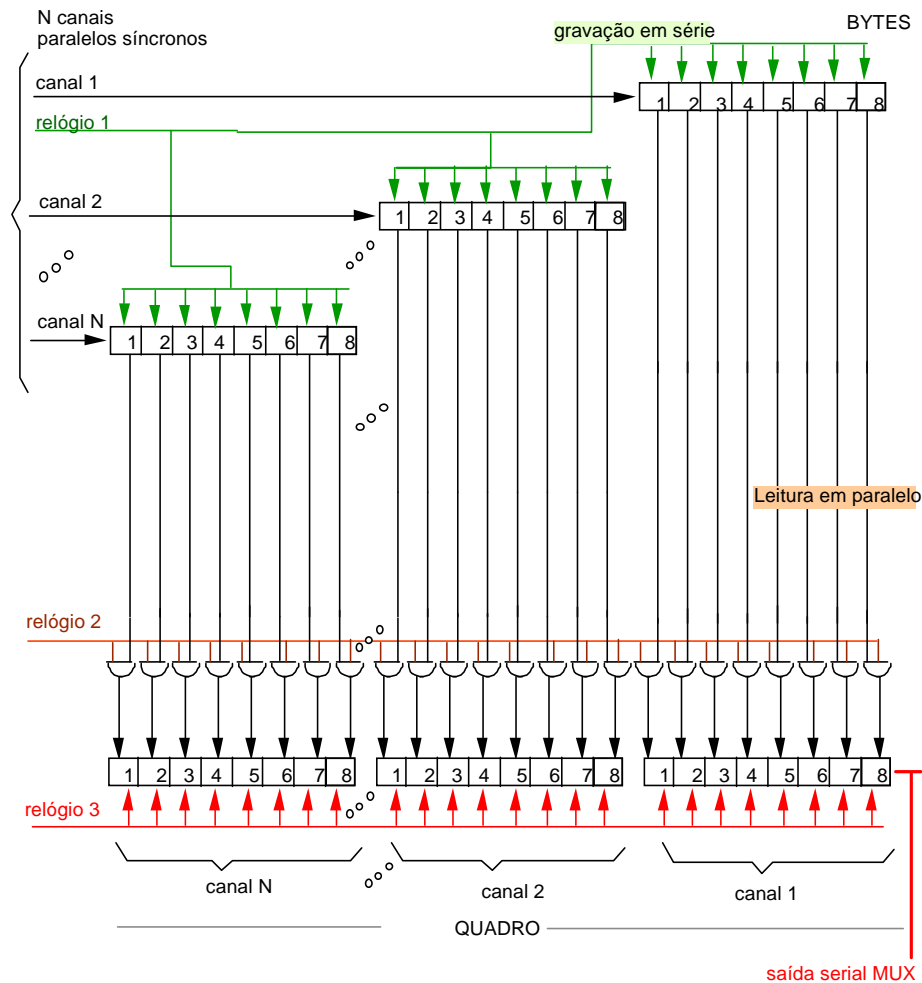 N canais
paralelos síncronos
gravação em série
BYTES
canal 1
1 2 3 4 5 6 7 8
relógio 1
canal 2
1 2 3 4 5 6 7 8
canal N
1 2 3 4 5 6 7 8
Leitura em paralelo
relógio 2
1 2 3 4 5 6 7 8 1 2 3 4 5 6 7 8 1 2 3 4 5 6 7 8
relógio 3
canal N
canal 2
canal 1
QUADRO
saída serial MUX